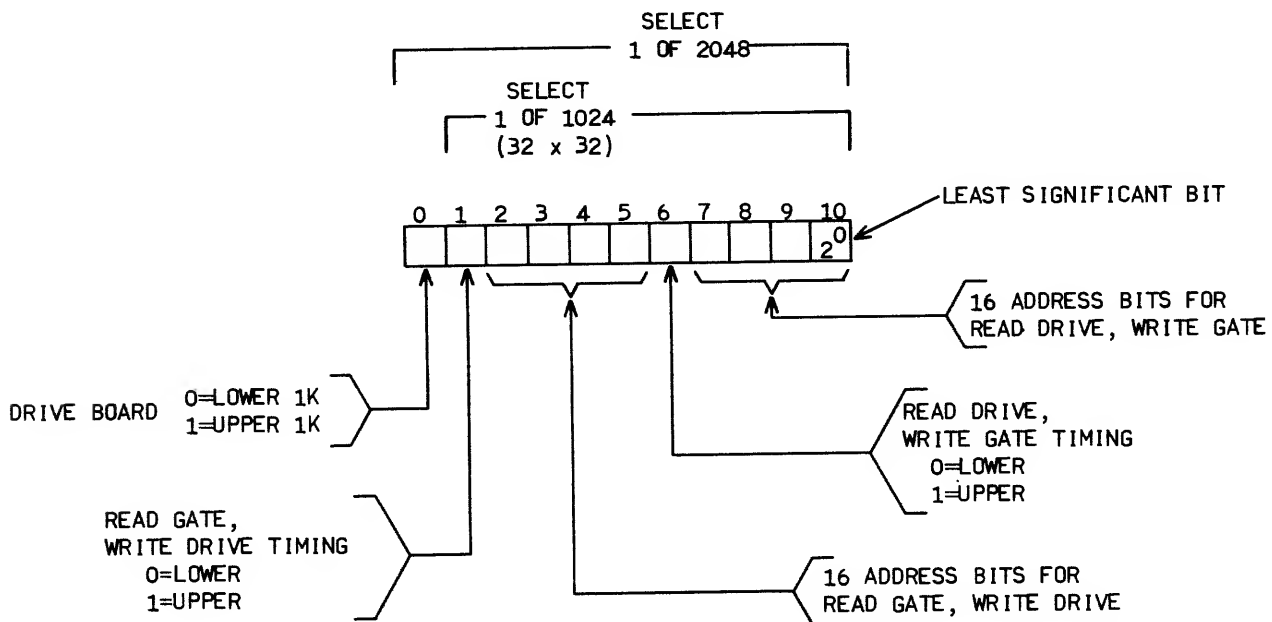 SELECT
1 OF 2048
SELECT
1 OF 1024
(32 x 32)
0 1 2 3 4 5 6 7 8 9 10
2⁰
LEAST SIGNIFICANT BIT
16 ADDRESS BITS FOR
READ DRIVE, WRITE GATE
DRIVE BOARD 0=LOWER 1K
1=UPPER 1K
READ DRIVE,
WRITE GATE TIMING
0=LOWER
1=UPPER
READ GATE,
WRITE DRIVE TIMING
0=LOWER
1=UPPER
16 ADDRESS BITS FOR
READ GATE, WRITE DRIVE